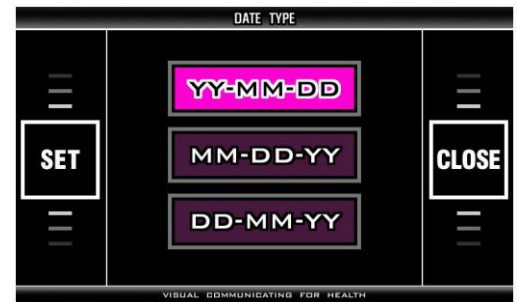 DATE TYPE
YY-MM-DD
SET
MM-DD-YY
CLOSE
DD-MM-YY
VISUAL COMMUNICATING FOR HEALTH